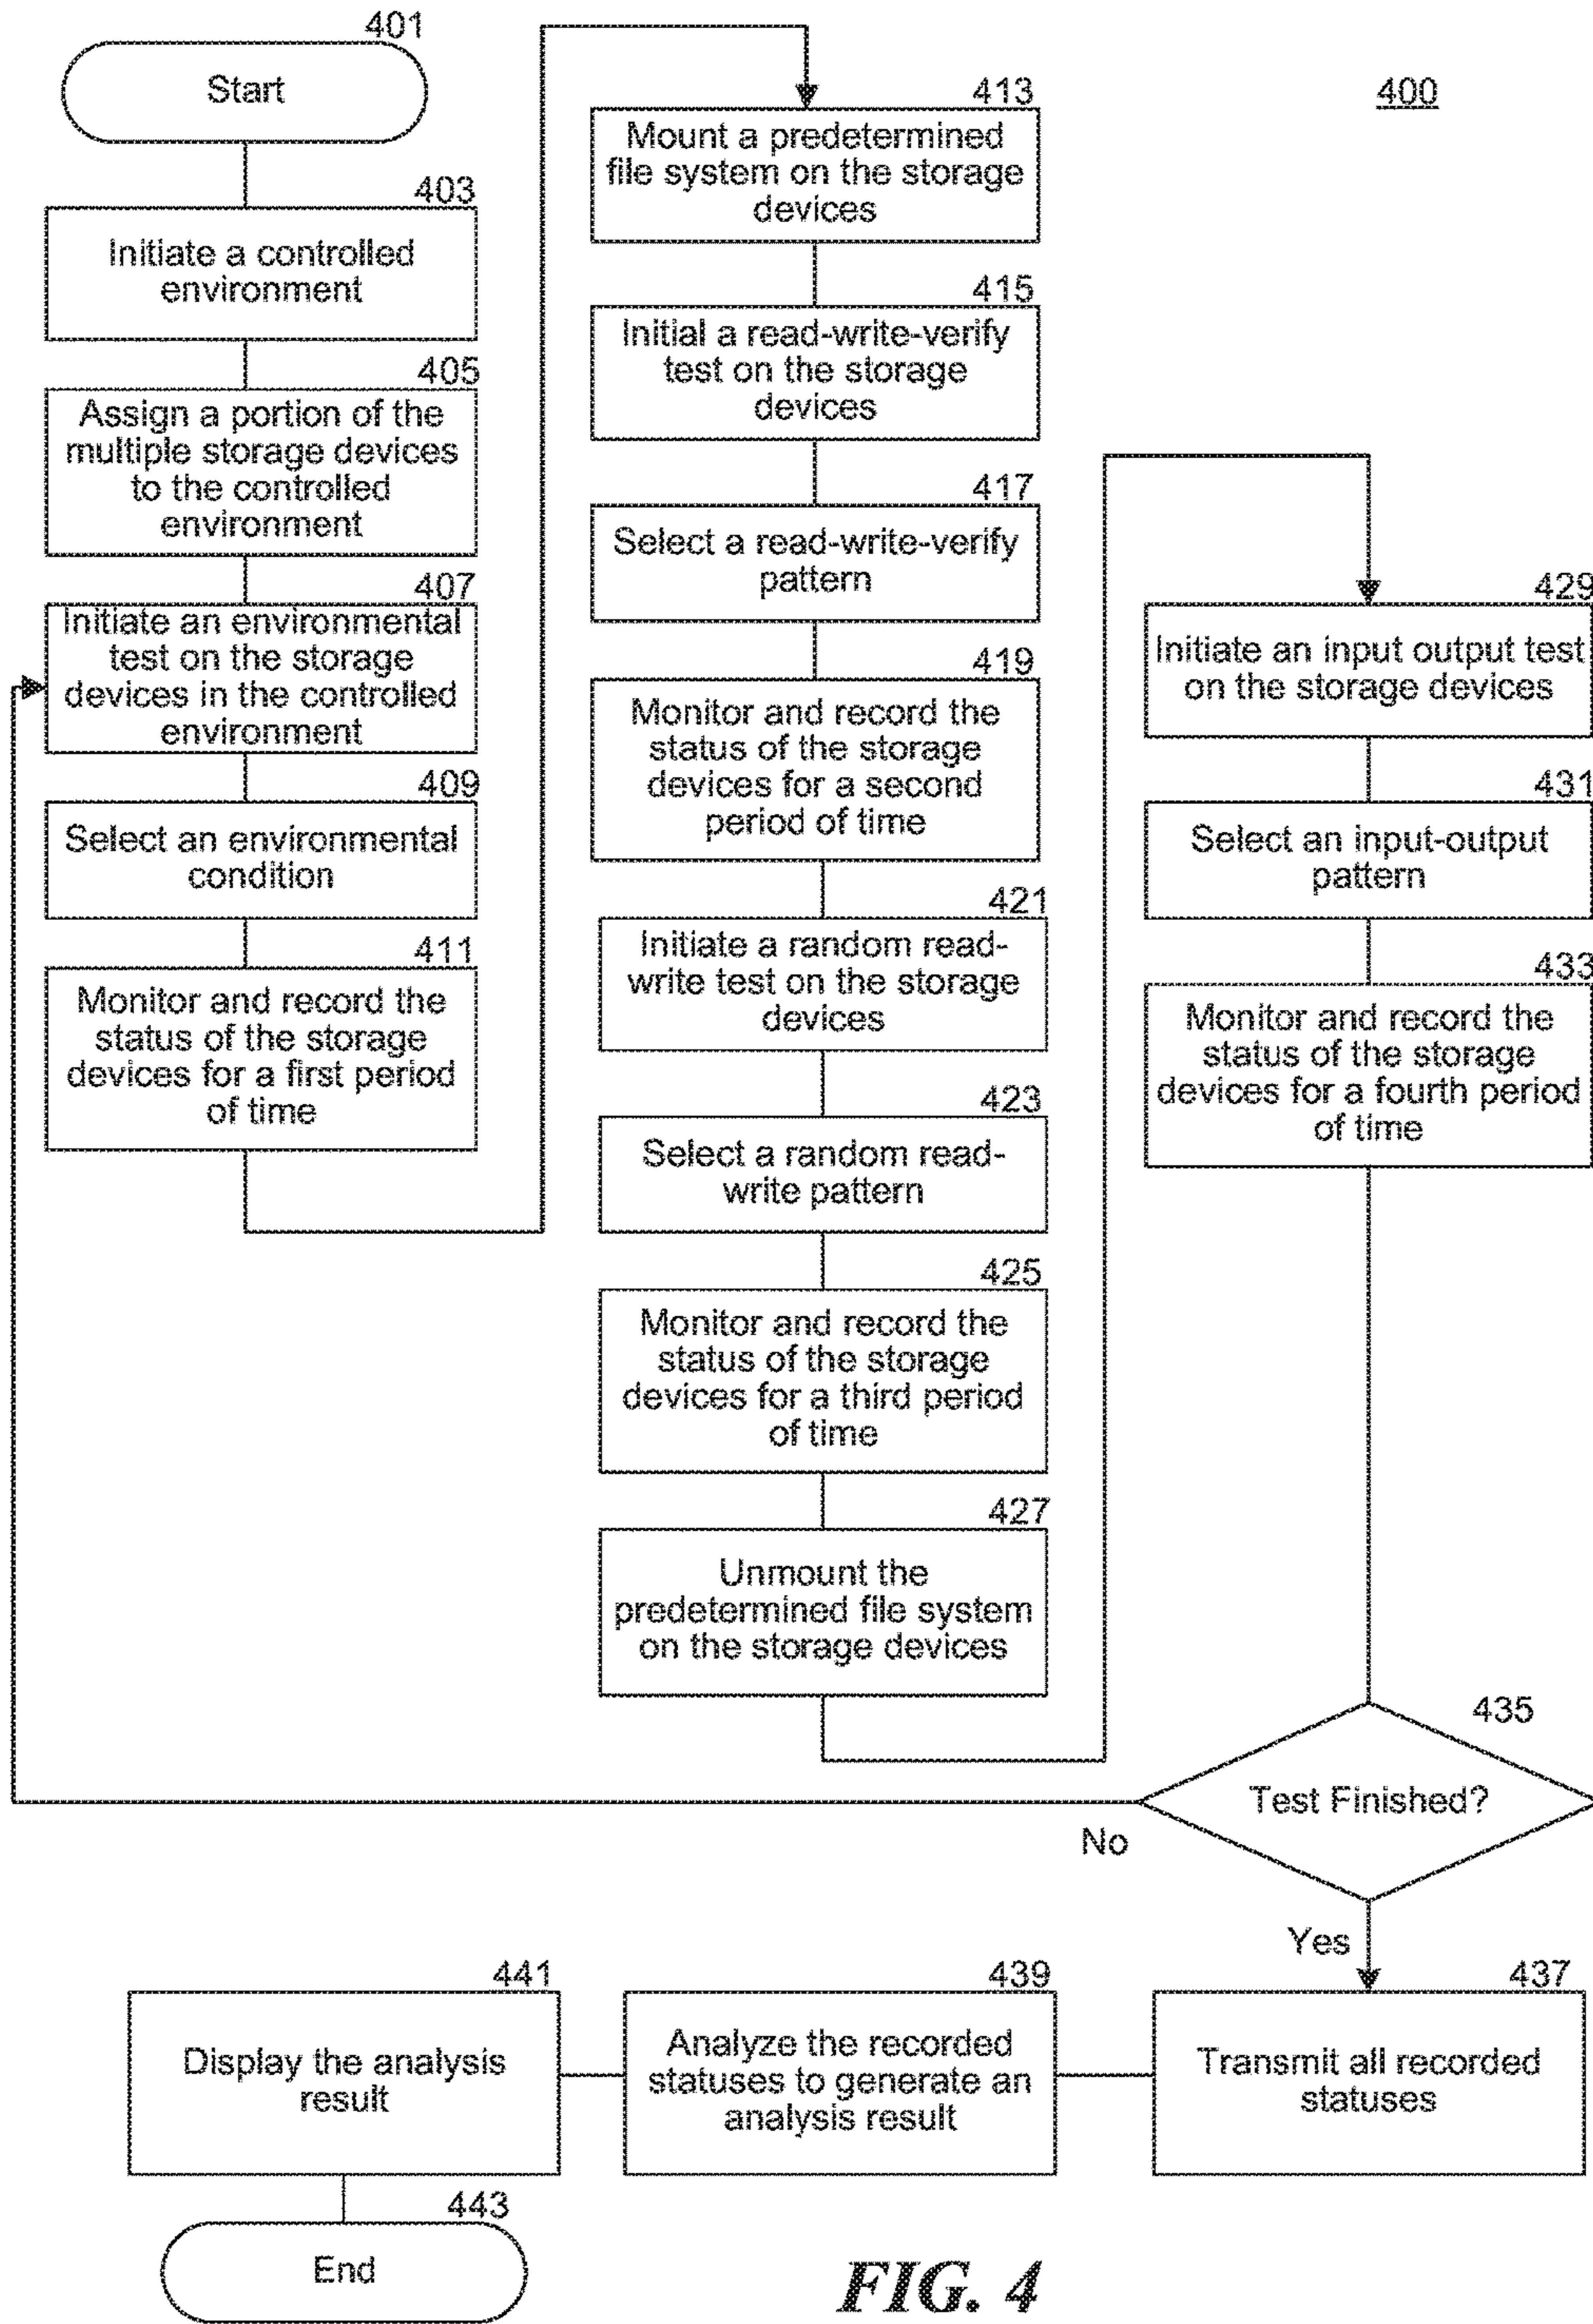 400
401
Start
403
Initiate a controlled
environment
405
Assign a portion of the
multiple storage devices
to the controlled
environment
407
Initiate an environmental
test on the storage
devices in the controlled
environment
409
Select an environmental
condition
411
Monitor and record the
status of the storage
devices for a first period
of time
413
Mount a predetermined
file system on the storage
devices
415
Initial a read-write-verify
test on the storage
devices
417
Select a read-write-verify
pattern
419
Monitor and record the
status of the storage
devices for a second
period of time
421
Initiate a random read-
write test on the storage
devices
423
Select a random read-
write pattern
425
Monitor and record the
status of the storage
devices for a third period
of time
427
Unmount the
predetermined file system
on the storage devices
429
Initiate an input output test
on the storage devices
431
Select an input-output
pattern
433
Monitor and record the
status of the storage
devices for a fourth period
of time
435
Test Finished?
No
Yes
437
Transmit all recorded
statuses
439
Analyze the recorded
statuses to generate an
analysis result
441
Display the analysis
result
443
End
FIG. 4